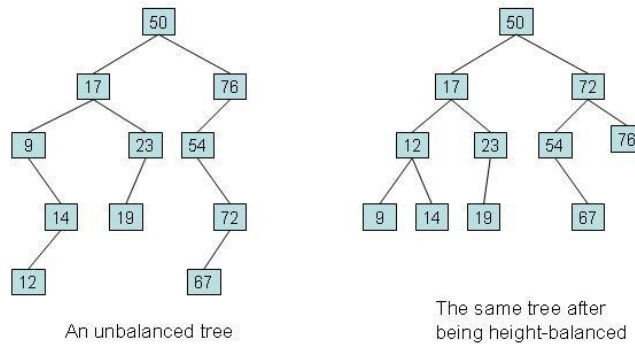 50 50
17 76 17 72
9 23 54 12 23 54 76
14 19 72 9 14 19 67
12 67
An unbalanced tree
The same tree after
being height-balanced